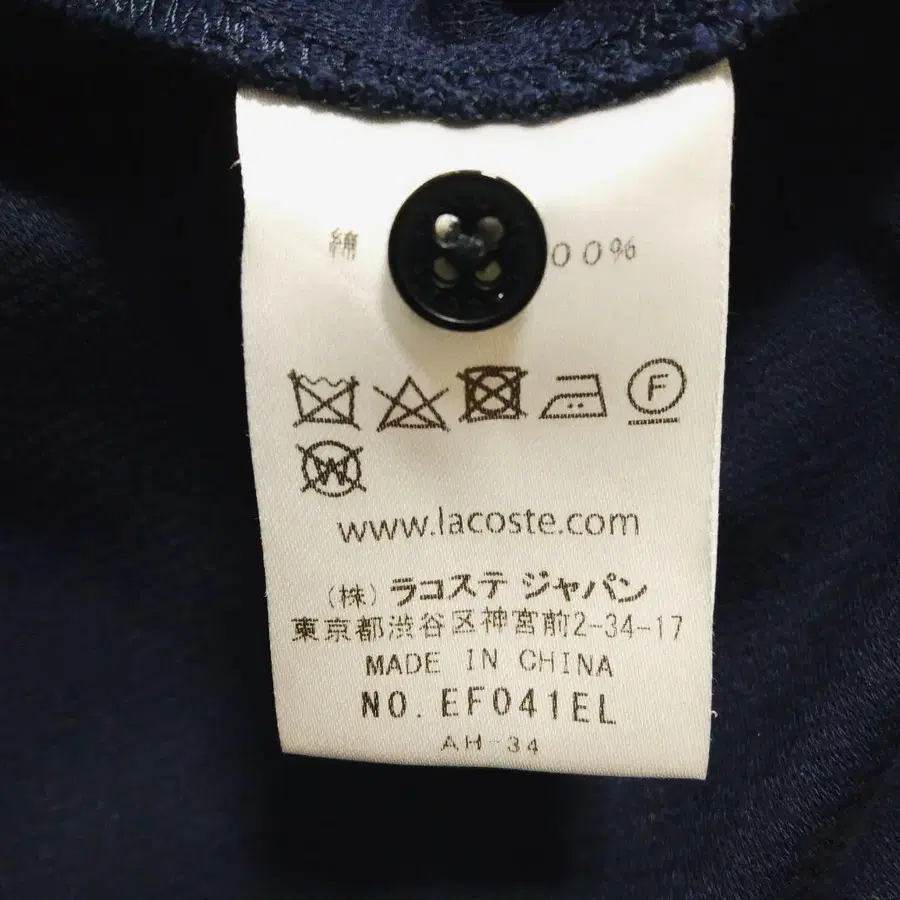 綿 00%
F
W
www.lacoste.com
(株) ラコステ ジャパン
東京都渋谷区神宮前2-34-17
MADE IN CHINA
NO. EF041EL
AH-34